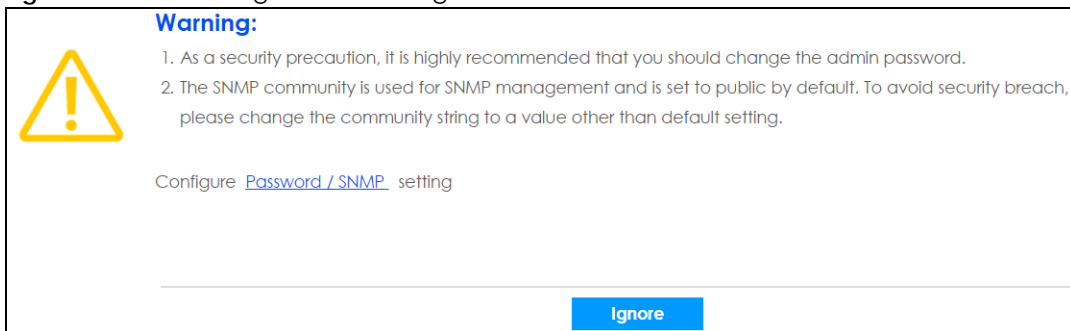 Warning:
1. As a security precaution, it is highly recommended that you should change the admin password.
2. The SNMP community is used for SNMP management and is set to public by default. To avoid security breach,
please change the community string to a value other than default setting.
Configure Password / SNMP setting
Ignore